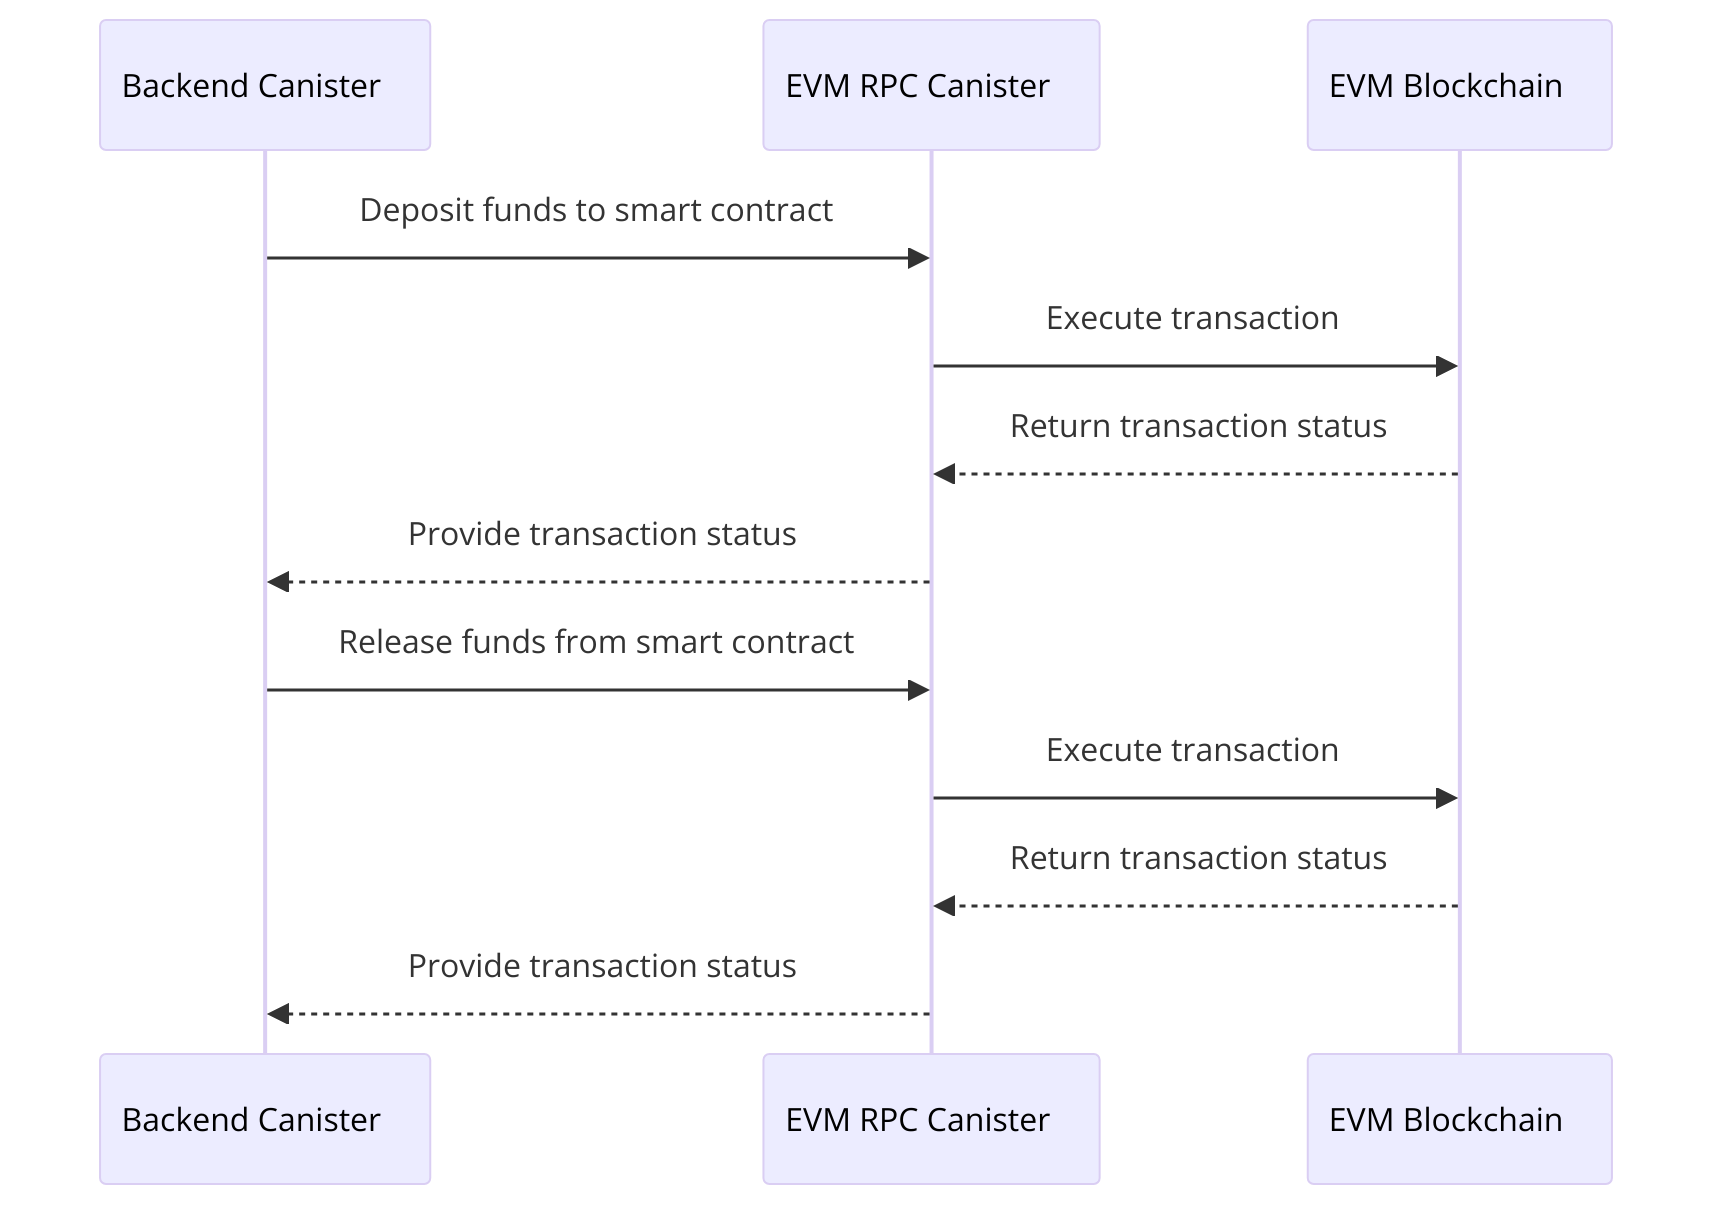 Backend Canister
EVM RPC Canister
EVM Blockchain
Deposit funds to smart contract
Execute transaction
Return transaction status
Provide transaction status
Release funds from smart contract
Execute transaction
Return transaction status
Provide transaction status
Backend Canister
EVM RPC Canister
EVM Blockchain